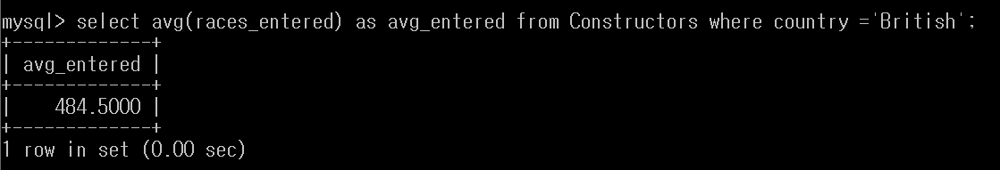 mysql> select avg(races_entered) as avg_entered from Constructors where country ='British';
+-------------+
| avg_entered |
+-------------+
|    484.5000 |
+-------------+
1 row in set (0.00 sec)